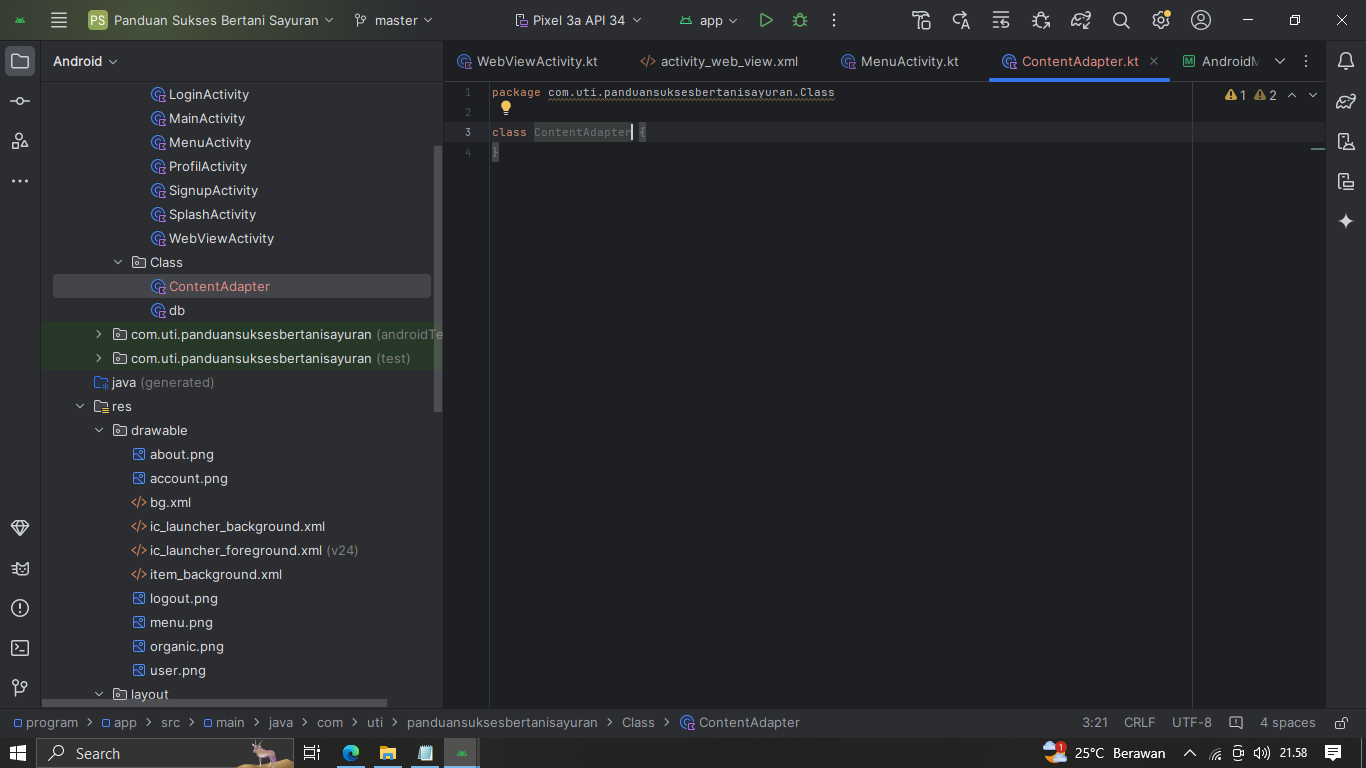 PS Panduan Sukses Bertani Sayuran master Pixel 3a API 34 app
Android
WebViewActivity.kt activity_web_view.xml MenuActivity.kt ContentAdapter.kt
LoginActivity
MainActivity
MenuActivity
ProfilActivity
SignupActivity
SplashActivity
WebViewActivity
Class
ContentAdapter
db
com.uti.panduansuksesbertanisayuran (androidTe
com.uti.panduansuksesbertanisayuran (test)
java (generated)
res
drawable
about.png
account.png
bg.xml
ic_launcher_background.xml
ic_launcher_foreground.xml (v24)
item_background.xml
logout.png
menu.png
organic.png
user.png
layout
1 package com.uti.panduansuksesbertanisayuran.Class
1 2
2
3 class ContentAdapter {
4 }
program app src main java com uti panduansuksesbertanisayuran Class ContentAdapter 3:21 CRLF UTF-8 4 spaces
Search 1 25°C Berawan 21.58